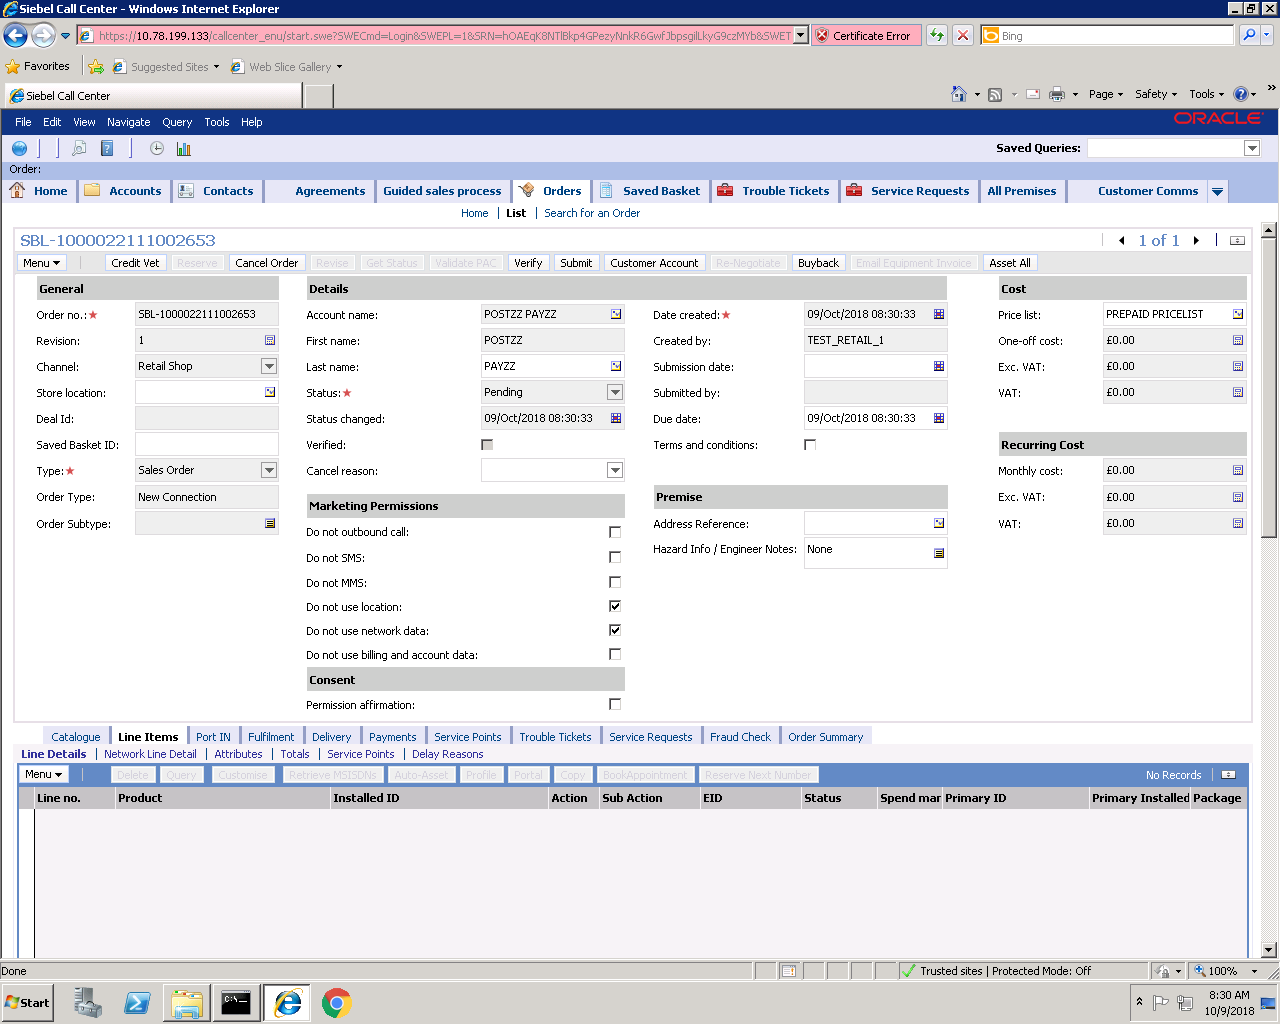 Siebel Call Center - Windows Internet Explorer
https://10.78.199.133/callcenter_enu/start.swe?SWECmd=Login&SWEPL=1&SRN= Certificate Error Bing
Favorites Suggested Sites Web Slice Gallery
Siebel Call Center Page Safety Tools »
File Edit View Navigate Query Tools Help ORACLE
Saved Queries:
Order:
Home Accounts Contacts Agreements Guided sales process Orders Saved Basket Trouble Tickets Service Requests All Premises Customer Comms
Home List Search for an Order
SBL-1000022111002653 1 of 1
Menu Credit Vet Reserve Cancel Order Revise Get Status Validate PAC Verify Submit Customer Account Re-Negotiate Buyback Email Equipment Invoice Asset All
General Details Cost
Order no.:★ SBL-1000022111002653 Account name: POSTZZ PAYZZ Date created:★ 09/Oct/2018 08:30:33 Price list: PREPAID PRICELIST
Revision: 1 First name: POSTZZ Created by: TEST_RETAIL_1 One-off cost: £0.00
Channel: Retail Shop Last name: PAYZZ Submission date: Exc. VAT: £0.00
Store location: Status:★ Pending Submitted by: VAT: £0.00
Deal Id: Status changed: 09/Oct/2018 08:30:33 Due date: 09/Oct/2018 08:30:33
Saved Basket ID: Verified: Terms and conditions: Recurring Cost
Type:★ Sales Order Cancel reason: Monthly cost: £0.00
Order Type: New Connection Marketing Permissions Premise Exc. VAT: £0.00
Order Subtype: Do not outbound call: Address Reference: VAT: £0.00
Do not SMS: Hazard Info / Engineer Notes: None
Do not MMS:
Do not use location:
Do not use network data:
Do not use billing and account data:
Consent
Permission affirmation:
Catalogue Line Items Port IN Fulfilment Delivery Payments Service Points Trouble Tickets Service Requests Fraud Check Order Summary
Line Details Network Line Detail Attributes Totals Service Points Delay Reasons
Menu Delete Query Customise Retrieve MSISDNs Auto-Asset Profile Portal Copy BookAppointment Reserve Next Number No Records
Line no. Product Installed ID Action Sub Action EID Status Spend mar Primary ID Primary Installed Package
Done Trusted sites | Protected Mode: Off 100%
Start C:\. 8:30 AM
10/9/2018